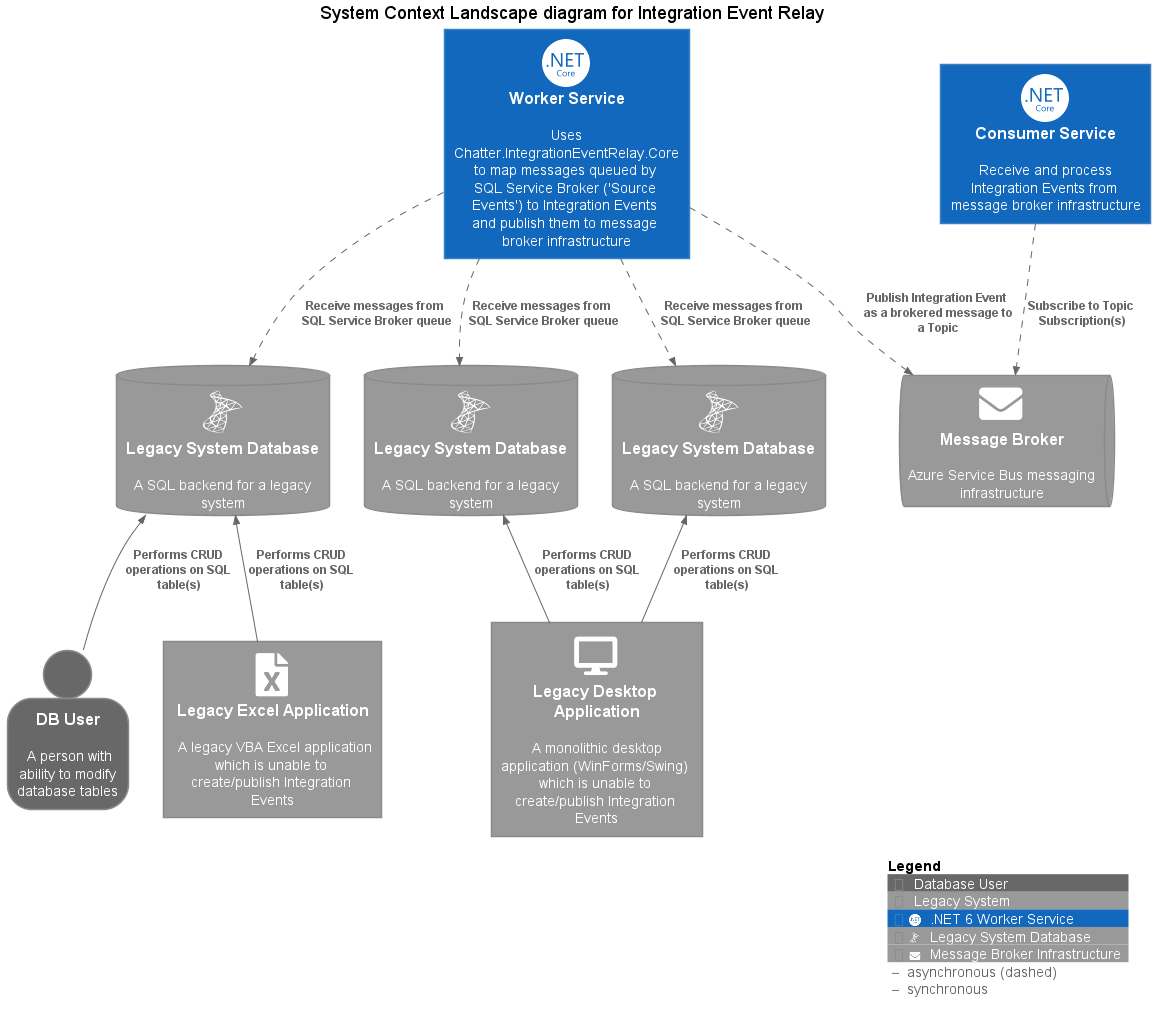 System Context Landscape diagram for Integration Event Relay
.NET
Core
Worker Service
Uses
Chatter.IntegrationEventRelay.Core
to map messages queued by
SQL Service Broker ('Source
Events') to Integration Events
and publish them to message
broker infrastructure
.NET
Core
Consumer Service
Receive and process
Integration Events from
message broker infrastructure
Receive messages from
SQL Service Broker queue
Receive messages from
SQL Service Broker queue
Receive messages from
SQL Service Broker queue
Publish Integration Event
as a brokered message to
a Topic
Subscribe to Topic
Subscription(s)
Legacy System Database
A SQL backend for a legacy
system
Legacy System Database
A SQL backend for a legacy
system
Legacy System Database
A SQL backend for a legacy
system
Message Broker
Azure Service Bus messaging
infrastructure
Performs CRUD
operations on SQL
table(s)
Performs CRUD
operations on SQL
table(s)
Performs CRUD
operations on SQL
table(s)
Performs CRUD
operations on SQL
table(s)
DB User
A person with
ability to modify
database tables
X
Legacy Excel Application
A legacy VBA Excel application
which is unable to
create/publish Integration
Events
Legacy Desktop
Application
A monolithic desktop
application (WinForms/Swing)
which is unable to
create/publish Integration
Events
Legend
Database User
Legacy System
.NET 6 Worker Service
Legacy System Database
Message Broker Infrastructure
– asynchronous (dashed)
– synchronous